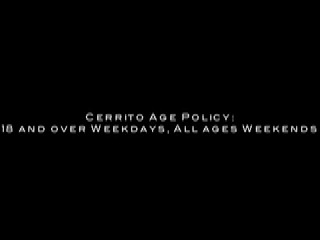 Cerrito Age Policy:
18 and over Weekdays, All ages Weekends